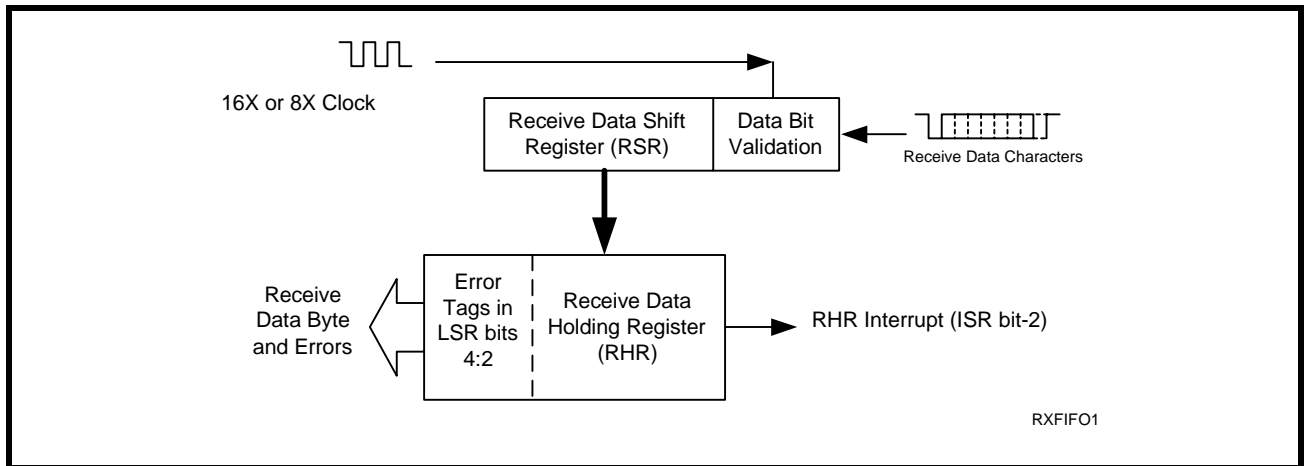 16X or 8X Clock
Receive Data Shift
Register (RSR)
Data Bit
Validation
Receive Data Characters
Receive
Data Byte
and Errors
Error
Tags in
LSR bits
4:2
Receive Data
Holding Register
(RHR)
RHR Interrupt (ISR bit-2)
RXFIFO1